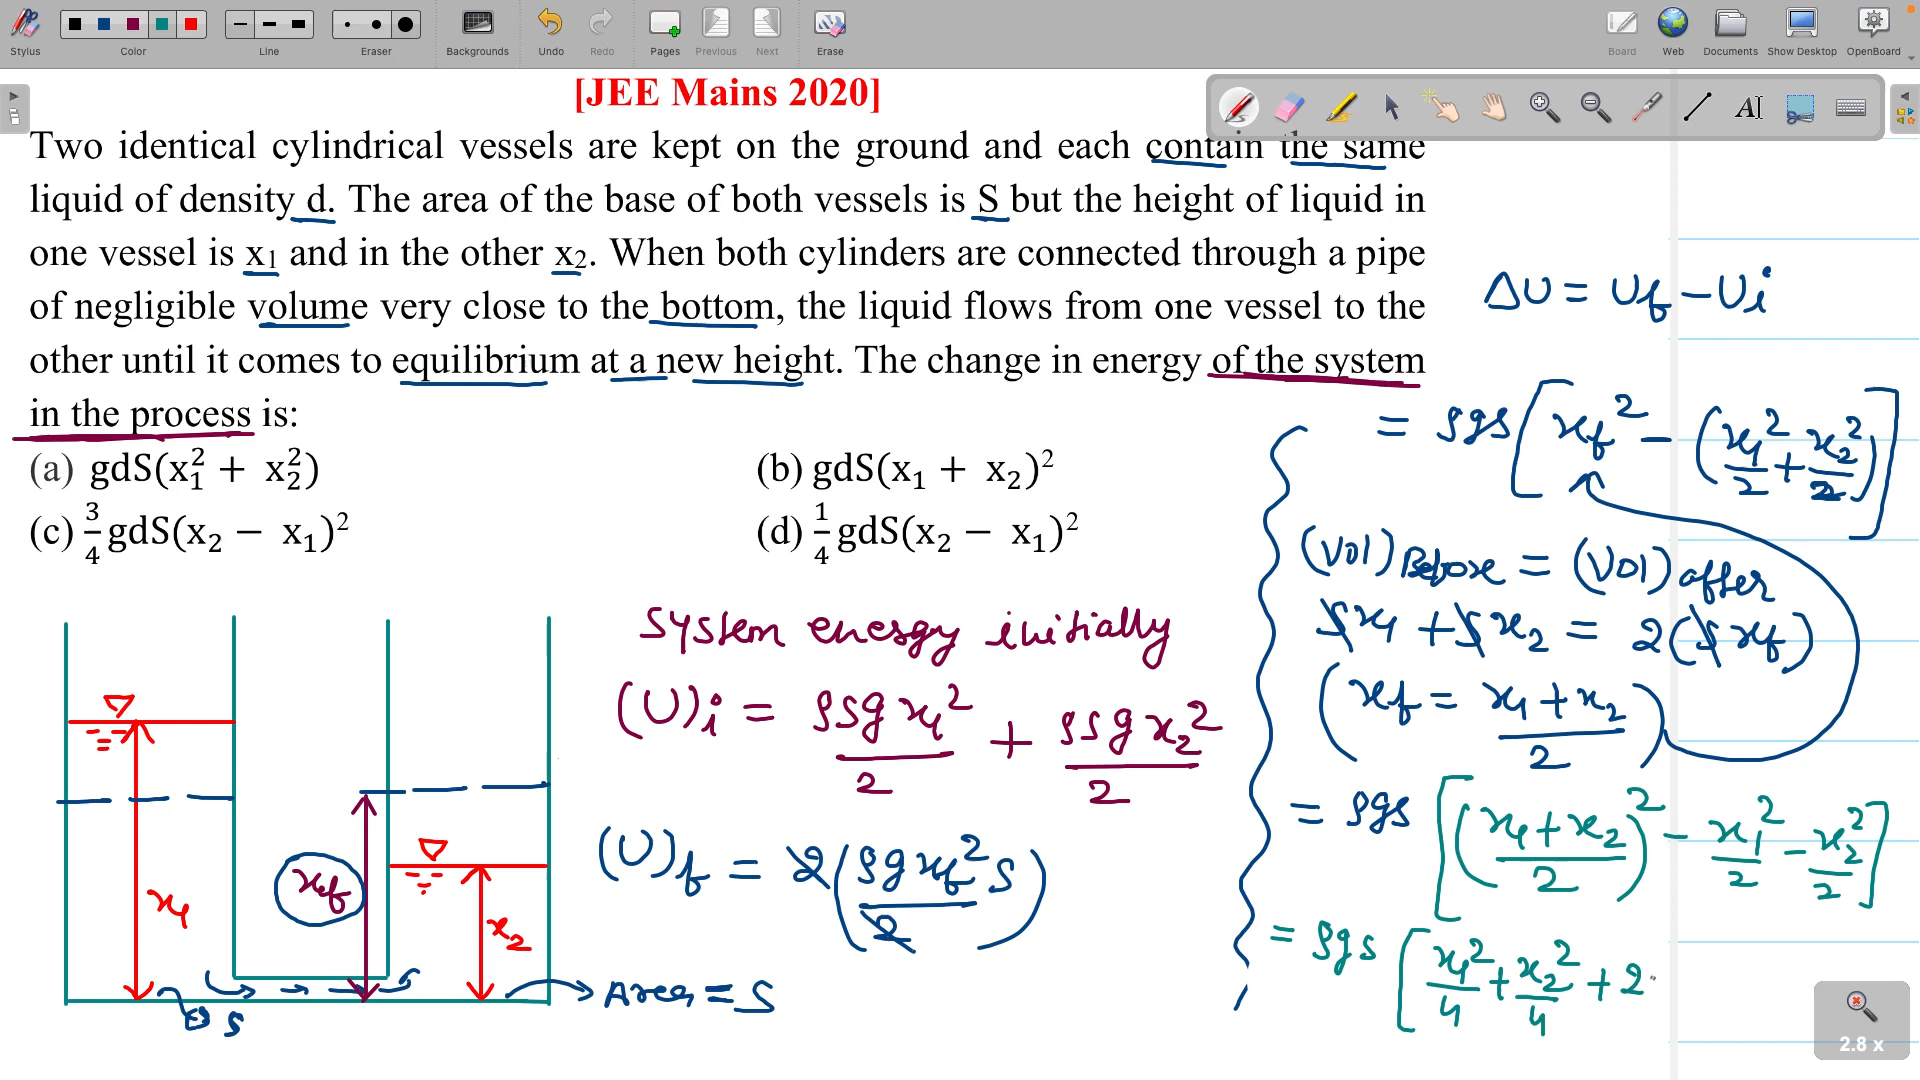 Stylus Color Line Eraser Backgrounds Undo Redo Pages Previous Next Erase Board Web Documents Show Desktop OpenBoard
[JEE Mains 2020]
Two identical cylindrical vessels are kept on the ground and each contain the same
liquid of density d. The area of the base of both vessels is S but the height of liquid in
one vessel is x₁ and in the other x₂. When both cylinders are connected through a pipe
of negligible volume very close to the bottom, the liquid flows from one vessel to the
other until it comes to equilibrium at a new height. The change in energy of the system
in the process is:
(a) gdS(x₁² + x₂²)
(b) gdS(x₁ + x₂)²
(c) 3/4 gdS(x₂ − x₁)²
(d) 1/4 gdS(x₂ − x₁)²
x₁
S
xf
x₂
Area = S
System energy initially
(U)i = ρSgx₁²/2 + ρSgx₂²/2
(U)f = 2(ρgxf²S/2)
ΔU = Uf − Ui
= ρgs[xf² − (x₁²/2 + x₂²/2)]
(Vol) Before = (Vol) after
Sx₁ + Sx₂ = 2(Sxf)
(xf = x₁ + x₂/2)
= ρgs[(x₁+x₂/2)² − x₁²/2 − x₂²/2]
= ρgs[x₁²/4 + x₂²/4 + 2
2.8 x